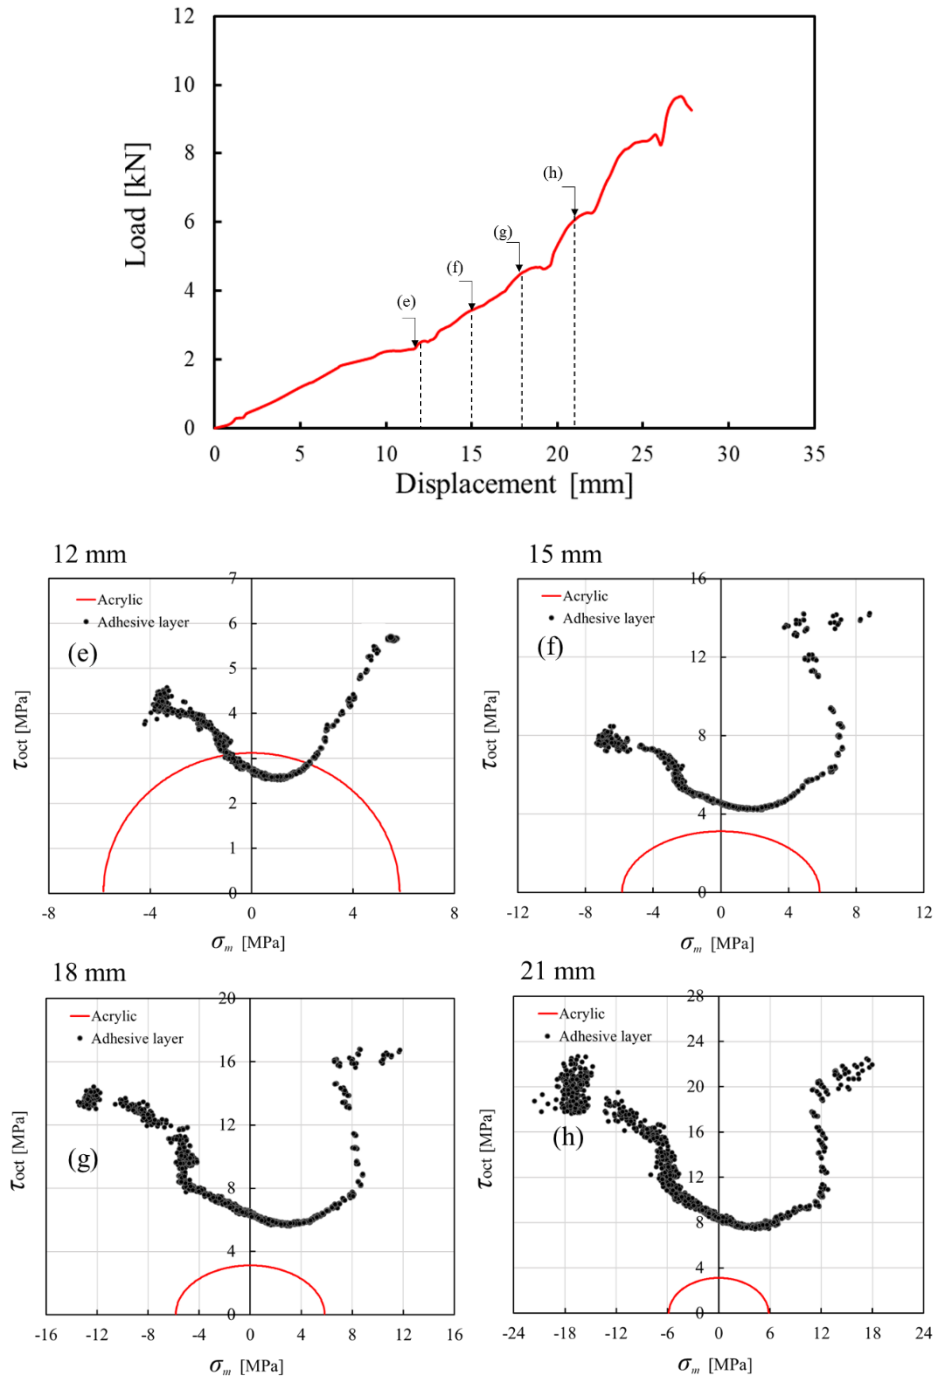 12
10
8
6
4
2
0
Load [kN]
(e)
(f)
(g)
(h)
0 5 10 15 20 25 30 35
Displacement [mm]
12 mm
7
6
5
4
3
2
1
0
Acrylic
Adhesive layer
(e)
τoct [MPa]
-8 -4 0 4 8
σm [MPa]
15 mm
16
12
8
4
0
Acrylic
Adhesive layer
(f)
τoct [MPa]
-12 -8 -4 0 4 8 12
σm [MPa]
18 mm
20
16
12
8
4
0
Acrylic
Adhesive layer
(g)
τoct [MPa]
-16 -12 -8 -4 0 4 8 12 16
σm [MPa]
21 mm
28
24
20
16
12
8
4
0
Acrylic
Adhesive layer
(h)
τoct [MPa]
-24 -18 -12 -6 0 6 12 18 24
σm [MPa]